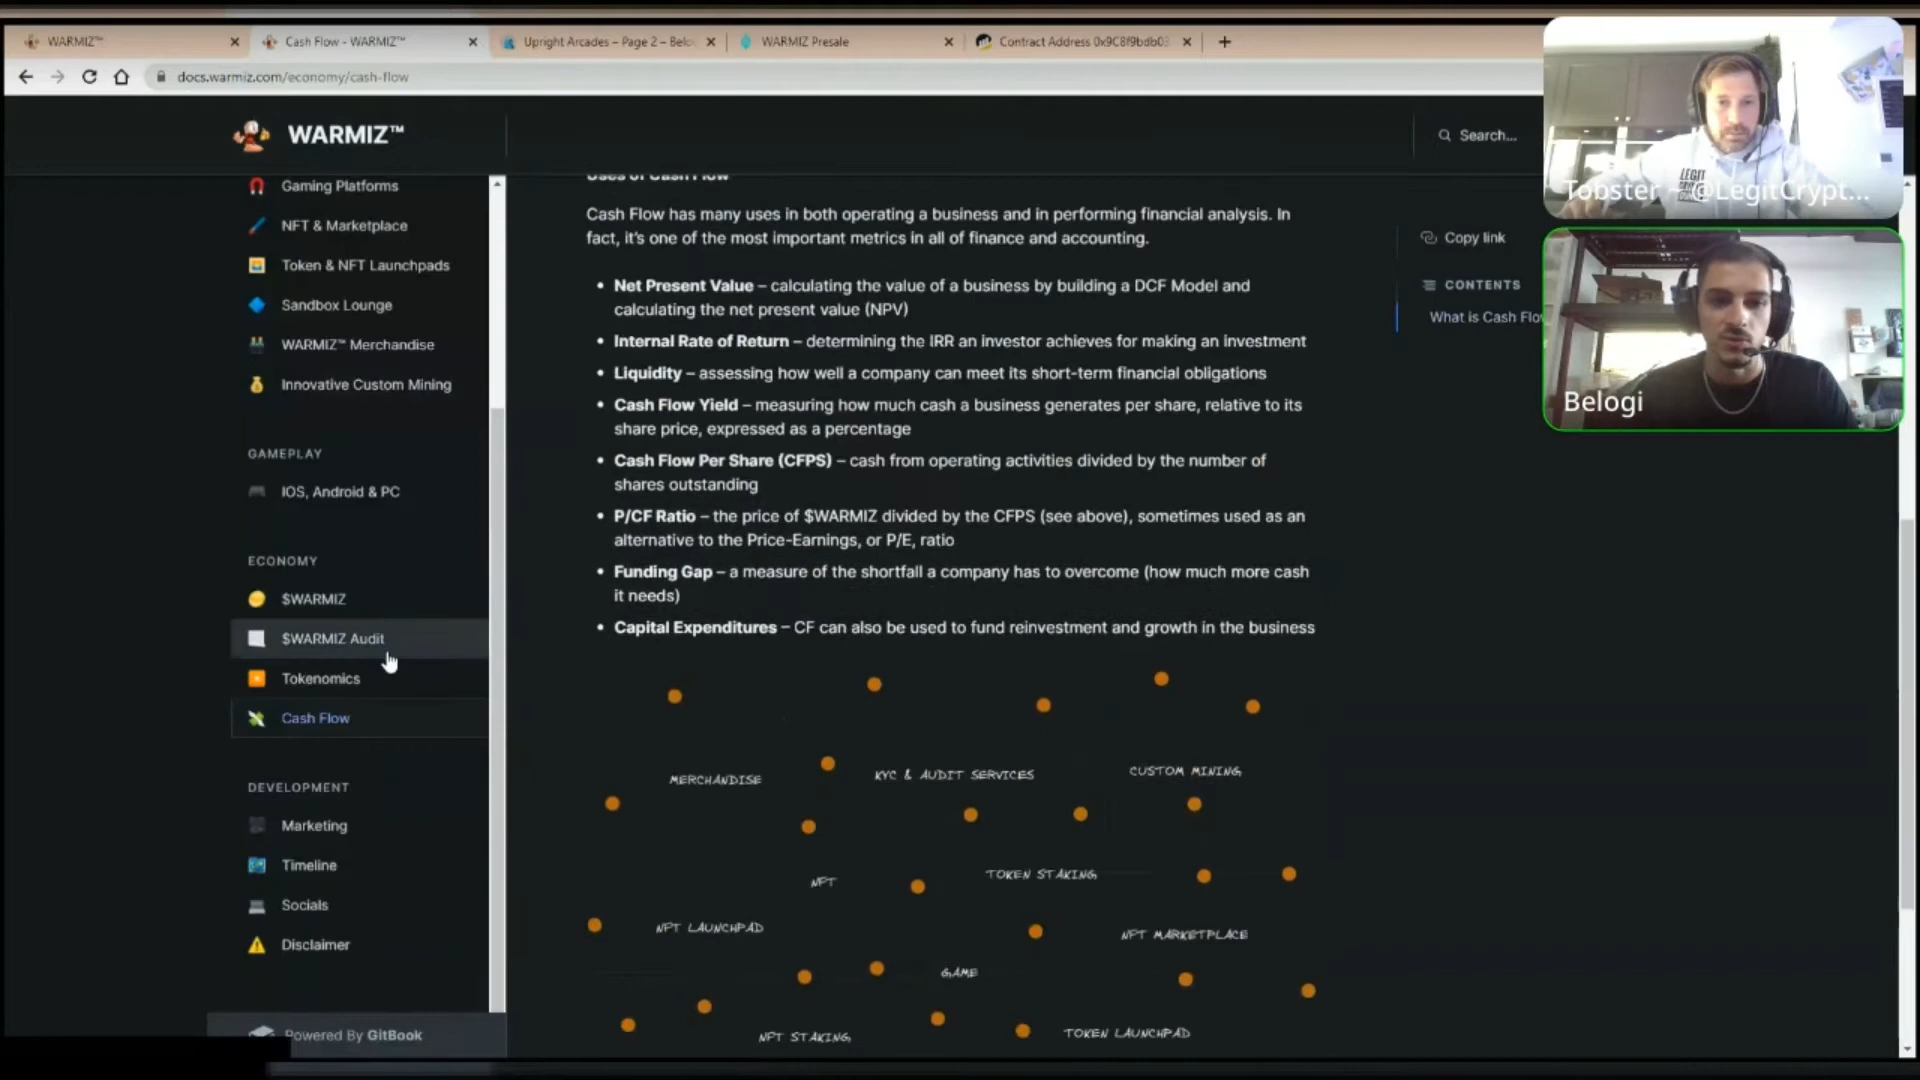 WARMIZ™
Cash Flow - WARMIZ™
Upright Arcades – Page 2 – Belo
WARMIZ Presale
Contract Address 0x9C8f9bdb03
docs.warmiz.com/economy/cash-flow
WARMIZ™
Search...
Tobster ~ @LegitCrypt...
Belogi
Gaming Platforms
NFT & Marketplace
Token & NFT Launchpads
Sandbox Lounge
WARMIZ™ Merchandise
Innovative Custom Mining
GAMEPLAY
IOS, Android & PC
ECONOMY
$WARMIZ
$WARMIZ Audit
Tokenomics
Cash Flow
DEVELOPMENT
Marketing
Timeline
Socials
Disclaimer
Powered By GitBook
Uses of Cash Flow
Cash Flow has many uses in both operating a business and in performing financial analysis. In
fact, it's one of the most important metrics in all of finance and accounting.
• Net Present Value – calculating the value of a business by building a DCF Model and
calculating the net present value (NPV)
• Internal Rate of Return – determining the IRR an investor achieves for making an investment
• Liquidity – assessing how well a company can meet its short-term financial obligations
• Cash Flow Yield – measuring how much cash a business generates per share, relative to its
share price, expressed as a percentage
• Cash Flow Per Share (CFPS) – cash from operating activities divided by the number of
shares outstanding
• P/CF Ratio – the price of $WARMIZ divided by the CFPS (see above), sometimes used as an
alternative to the Price-Earnings, or P/E, ratio
• Funding Gap – a measure of the shortfall a company has to overcome (how much more cash
it needs)
• Capital Expenditures – CF can also be used to fund reinvestment and growth in the business
MERCHANDISE
KYC & AUDIT SERVICES
CUSTOM MINING
NFT
TOKEN STAKING
NFT LAUNCHPAD
NFT MARKETPLACE
GAME
NFT STAKING
TOKEN LAUNCHPAD
Copy link
CONTENTS
What is Cash Flo
LEGIT